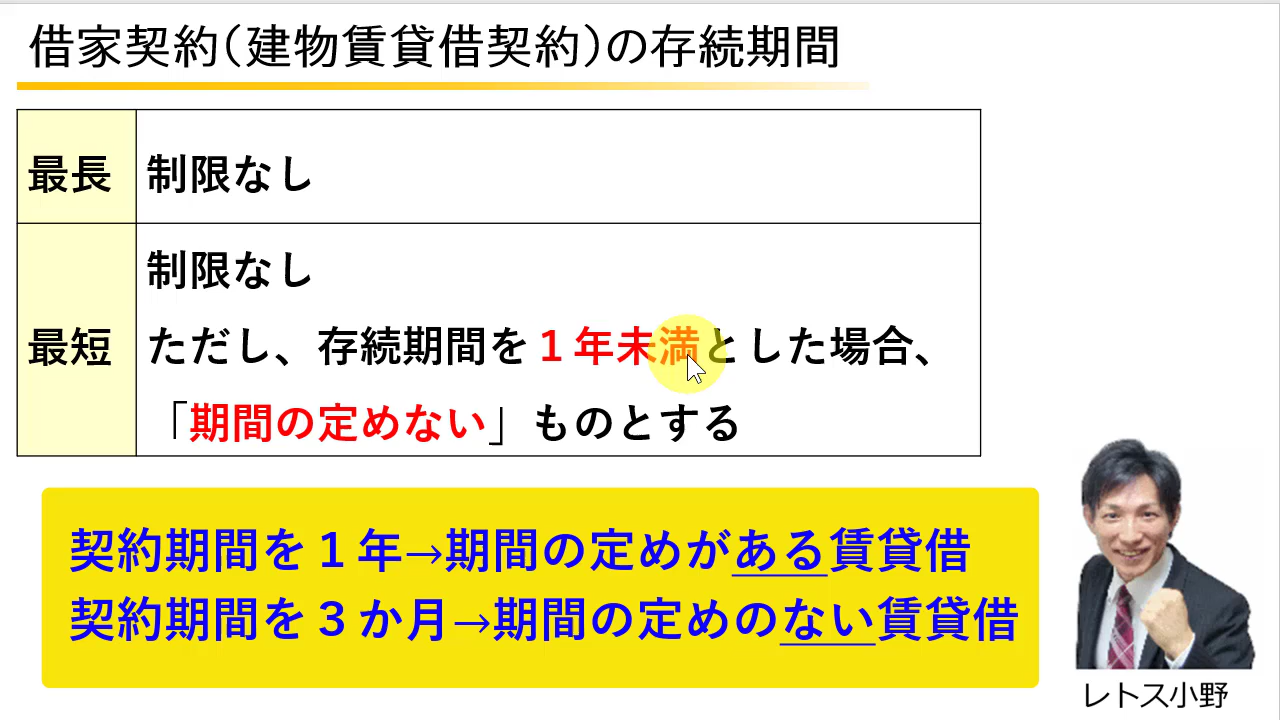 借家契約（建物賃貸借契約）の存続期間
最長
制限なし
最短
制限なし
ただし、存続期間を１年未満とした場合、
「期間の定めない」ものとする
契約期間を１年→期間の定めがある賃貸借
契約期間を３か月→期間の定めのない賃貸借
レトス小野